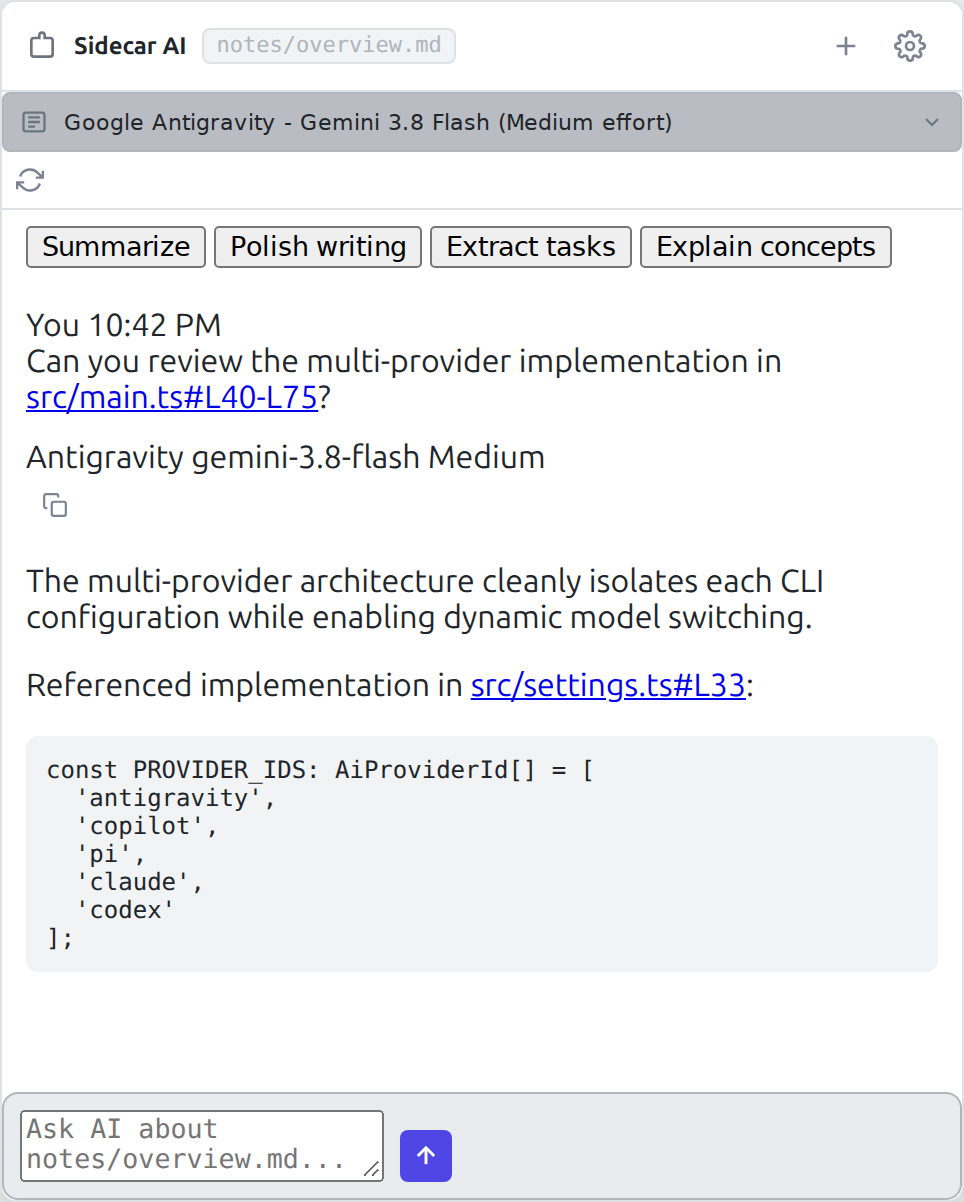 Sidecar AI notes/overview.md
Google Antigravity - Gemini 3.8 Flash (Medium effort)
Summarize Polish writing Extract tasks Explain concepts
You 10:42 PM
Can you review the multi-provider implementation in
src/main.ts#L40-L75?
Antigravity gemini-3.8-flash Medium
The multi-provider architecture cleanly isolates each CLI
configuration while enabling dynamic model switching.
Referenced implementation in src/settings.ts#L33:
const PROVIDER_IDS: AiProviderId[] = [
  'antigravity',
  'copilot',
  'pi',
  'claude',
  'codex'
];
Ask AI about
notes/overview.md...